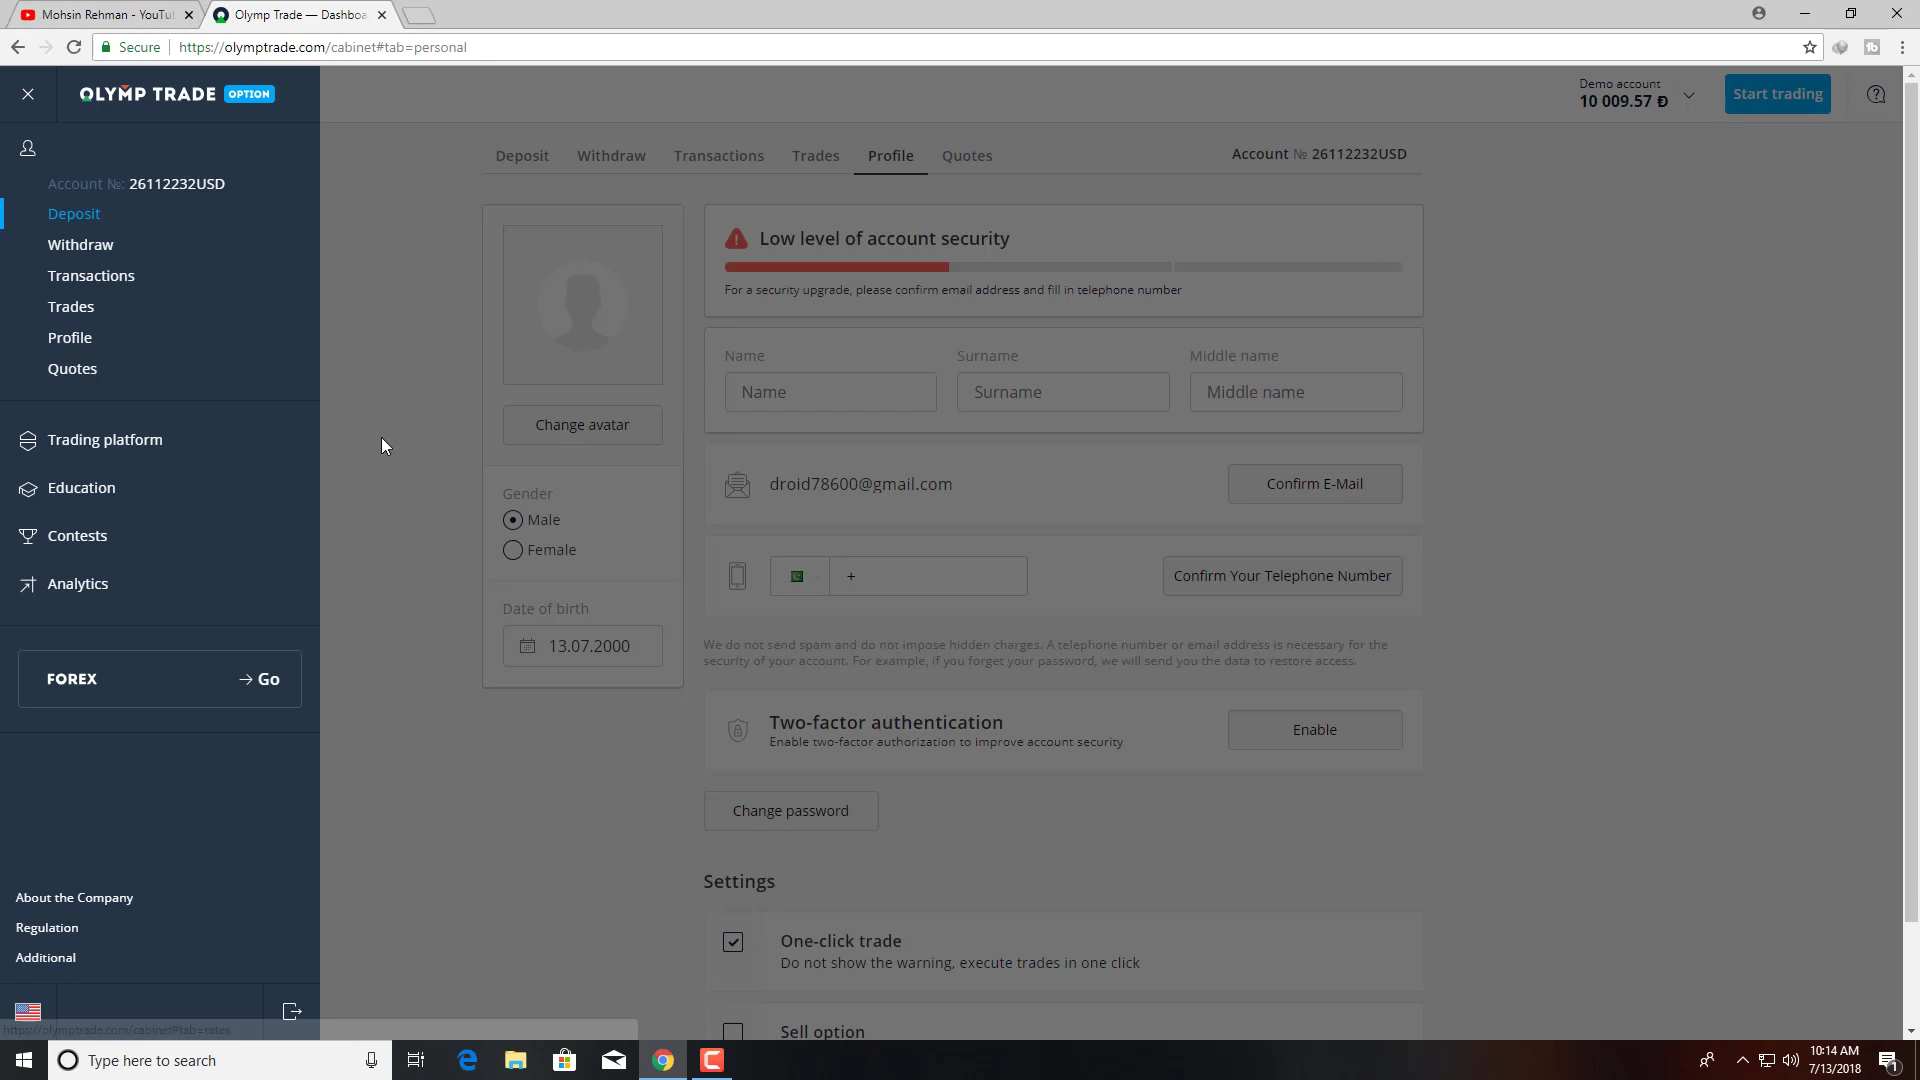 Mohsin Rehman - YouTu
Olymp Trade — Dashboa
Secure
https://olymptrade.com/cabinet#tab=personal
OLYMP TRADE OPTION
Demo account
10 009.57 Đ
Start trading
Account №: 26112232USD
Deposit
Withdraw
Transactions
Trades
Profile
Quotes
Trading platform
Education
Contests
Analytics
FOREX
Go
About the Company
Regulation
Additional
https://olymptrade.com/cabinet#tab=rates
Deposit Withdraw Transactions Trades Profile Quotes
Account № 26112232USD
Change avatar
Gender
Male
Female
Date of birth
13.07.2000
Low level of account security
For a security upgrade, please confirm email address and fill in telephone number
Name Surname Middle name
Name Surname Middle name
droid78600@gmail.com
Confirm E-Mail
+
Confirm Your Telephone Number
We do not send spam and do not impose hidden charges. A telephone number or email address is necessary for the
security of your account. For example, if you forget your password, we will send you the data to restore access.
Two-factor authentication
Enable two-factor authorization to improve account security
Enable
Change password
Settings
One-click trade
Do not show the warning, execute trades in one click
Sell option
Type here to search
10:14 AM
7/13/2018
1